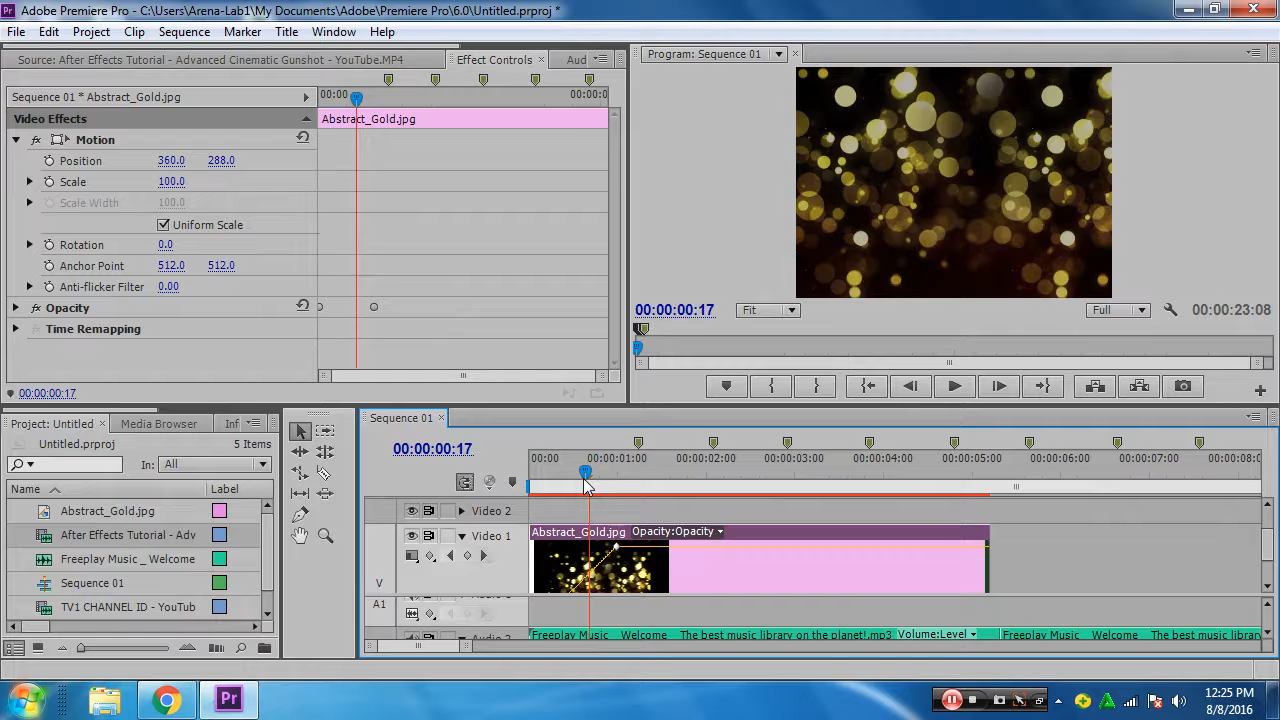 Pr Adobe Premiere Pro - C:\Users\Arena-Lab1\My Documents\Adobe\Premiere Pro\6.0\Untitled.prproj *
File Edit Project Clip Sequence Marker Title Window Help
Source: After Effects Tutorial - Advanced Cinematic Gunshot - YouTube.MP4 Effect Controls × Aud
Program: Sequence 01 ×
Sequence 01 * Abstract_Gold.jpg 00:00 00:00:0
Video Effects Abstract_Gold.jpg
fx Motion
Position 360.0 288.0
Scale 100.0
Scale Width 100.0
Uniform Scale
Rotation 0.0
Anchor Point 512.0 512.0
Anti-flicker Filter 0.00
fx Opacity
fx Time Remapping
00:00:00:17
00:00:00:17 Fit Full 00:00:23:08
Project: Untitled × Media Browser Inf
Untitled.prproj 5 Items
In: All
Name Label
Abstract_Gold.jpg
After Effects Tutorial - Adv
Freeplay Music _ Welcome
Sequence 01
TV1 CHANNEL ID - YouTub
Sequence 01 ×
00:00:00:17
00:00 00:00:01:00 00:00:02:00 00:00:03:00 00:00:04:00 00:00:05:00 00:00:06:00 00:00:07:00 00:00:08:0
Video 2
Abstract_Gold.jpg Opacity:Opacity
V Video 1
A1
Freeplay Music _ Welcome _ The best music library on the planet!.mp3 Volume:Level Freeplay Music _ Welcome _ The best music library
Pr
12:25 PM
8/8/2016